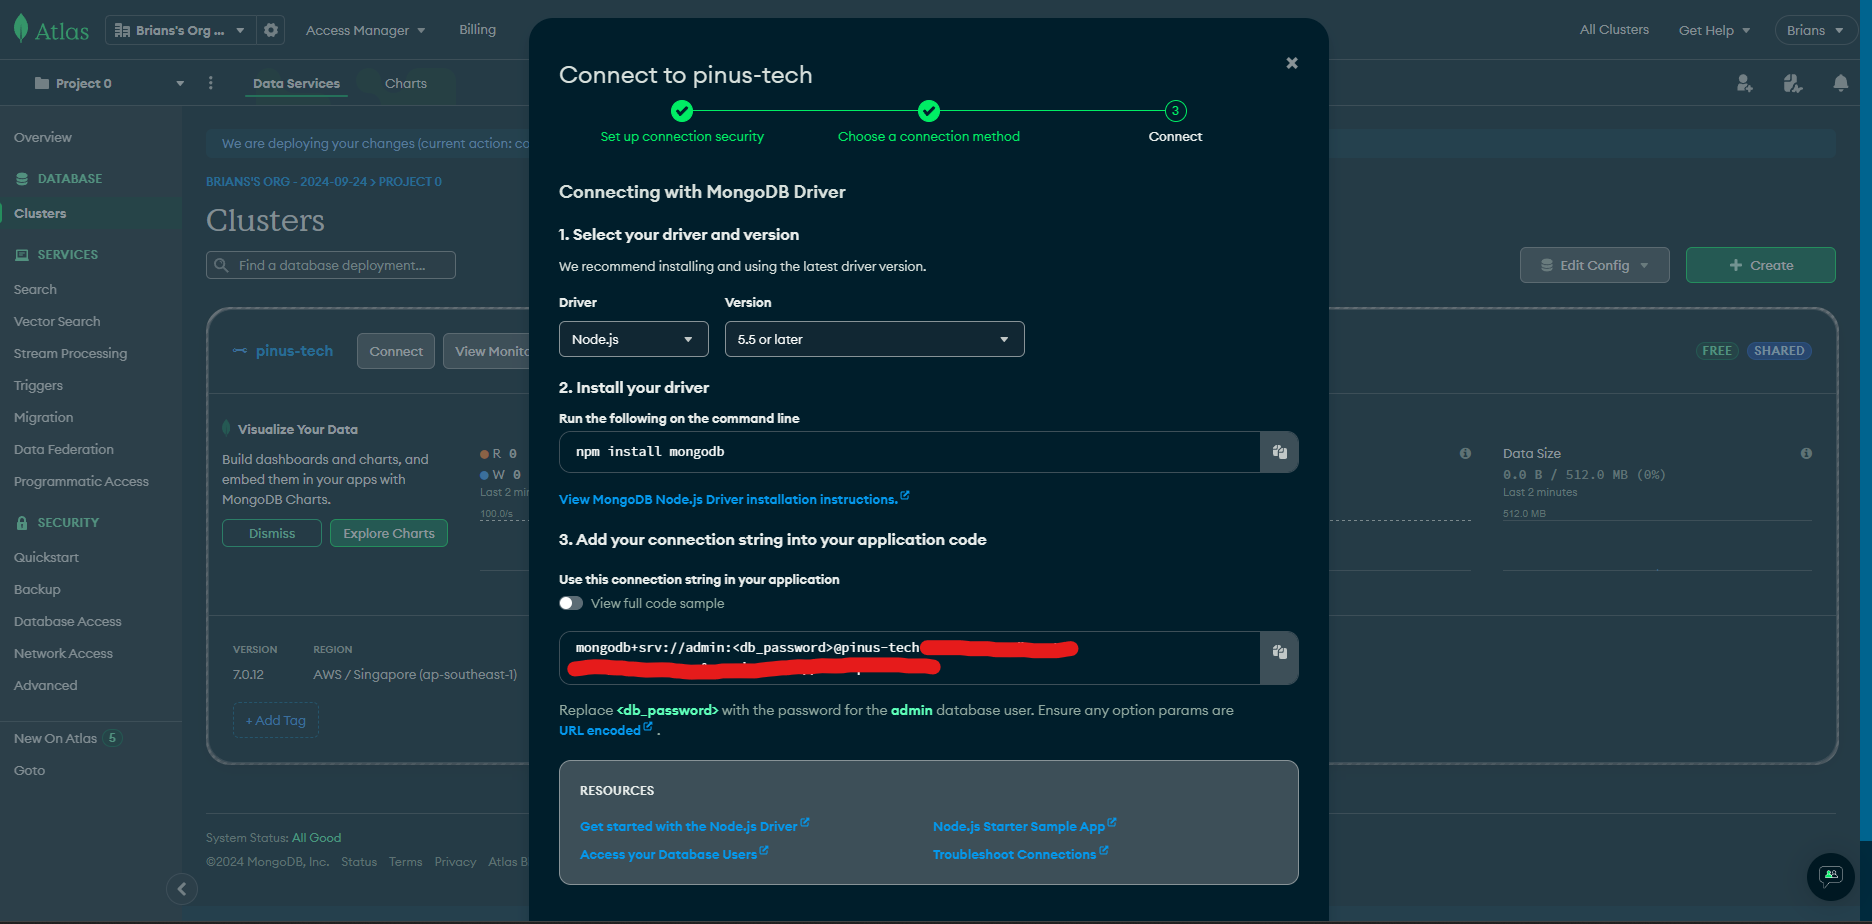 Atlas
Brians's Org ...
Access Manager
Billing
All Clusters
Get Help
Brians
Project 0
Data Services
Charts
Overview
DATABASE
Clusters
SERVICES
Search
Vector Search
Stream Processing
Triggers
Migration
Data Federation
Programmatic Access
SECURITY
Quickstart
Backup
Database Access
Network Access
Advanced
New On Atlas 5
Goto
We are deploying your changes (current action: co
BRIANS'S ORG - 2024-09-24 > PROJECT 0
Clusters
Find a database deployment...
Edit Config
+ Create
pinus-tech
Connect
View Monito
FREE
SHARED
Visualize Your Data
Build dashboards and charts, and
embed them in your apps with
MongoDB Charts.
Dismiss
Explore Charts
R 0
W 0
Last 2 min
100.0/s
Data Size
0.0 B / 512.0 MB (0%)
Last 2 minutes
512.0 MB
VERSION
7.0.12
REGION
AWS / Singapore (ap-southeast-1)
+ Add Tag
System Status: All Good
©2024 MongoDB, Inc. Status Terms Privacy Atlas B
Connect to pinus-tech
Set up connection security
Choose a connection method
3
Connect
Connecting with MongoDB Driver
1. Select your driver and version
We recommend installing and using the latest driver version.
Driver
Version
Node.js
5.5 or later
2. Install your driver
Run the following on the command line
npm install mongodb
View MongoDB Node.js Driver installation instructions.
3. Add your connection string into your application code
Use this connection string in your application
View full code sample
mongodb+srv://admin:<db_password>@pinus-tech
Replace <db_password> with the password for the admin database user. Ensure any option params are
URL encoded .
RESOURCES
Get started with the Node.js Driver
Node.js Starter Sample App
Access your Database Users
Troubleshoot Connections